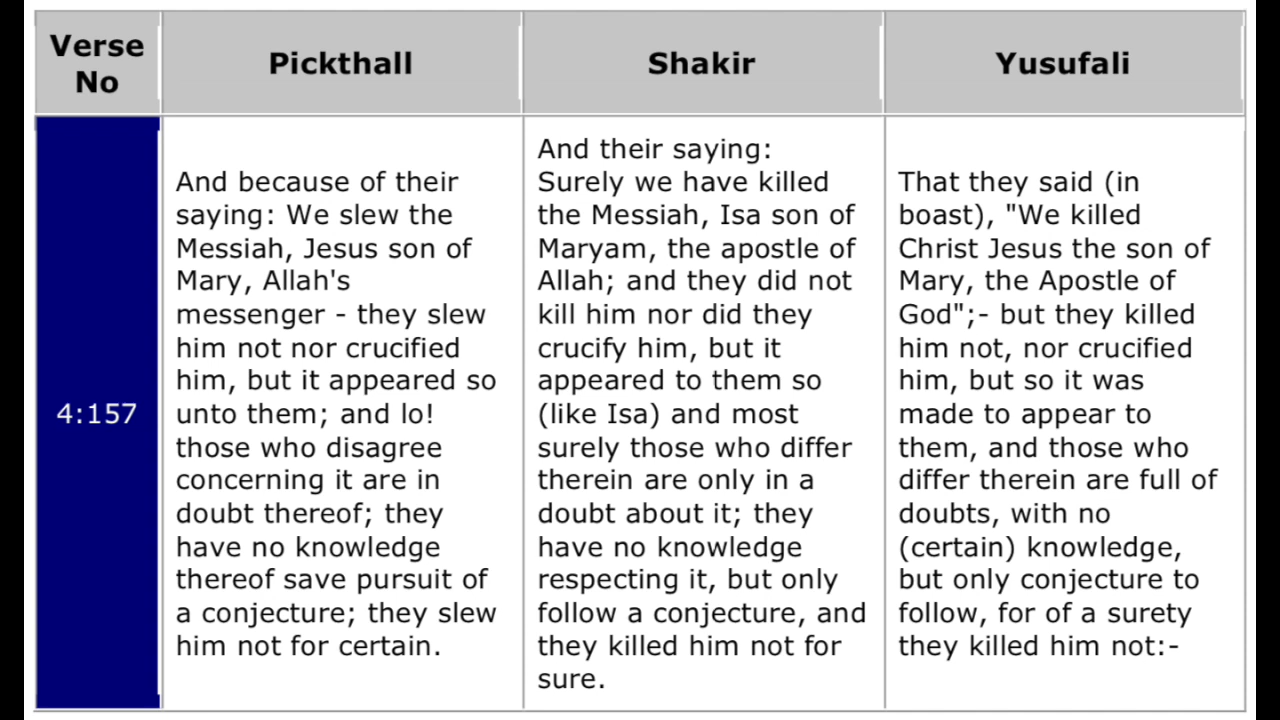 Verse
No
Pickthall
Shakir
Yusufali
4:157
And because of their
saying: We slew the
Messiah, Jesus son of
Mary, Allah's
messenger - they slew
him not nor crucified
him, but it appeared so
unto them; and lo!
those who disagree
concerning it are in
doubt thereof; they
have no knowledge
thereof save pursuit of
a conjecture; they slew
him not for certain.
And their saying:
Surely we have killed
the Messiah, Isa son of
Maryam, the apostle of
Allah; and they did not
kill him nor did they
crucify him, but it
appeared to them so
(like Isa) and most
surely those who differ
therein are only in a
doubt about it; they
have no knowledge
respecting it, but only
follow a conjecture, and
they killed him not for
sure.
That they said (in
boast), "We killed
Christ Jesus the son of
Mary, the Apostle of
God";- but they killed
him not, nor crucified
him, but so it was
made to appear to
them, and those who
differ therein are full of
doubts, with no
(certain) knowledge,
but only conjecture to
follow, for of a surety
they killed him not:-